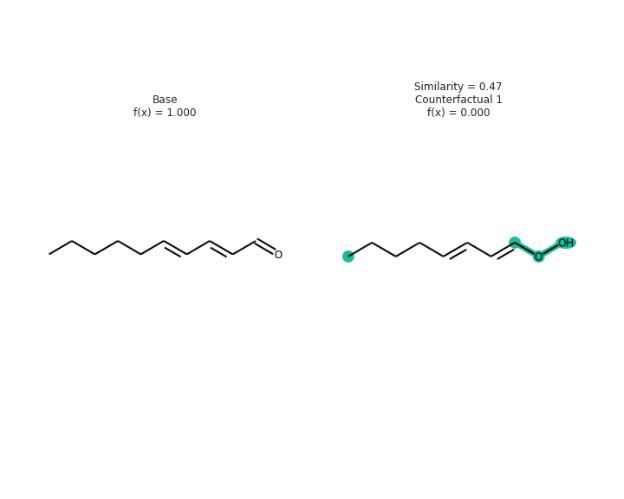 Base
f(x) = 1.000
Similarity = 0.47
Counterfactual 1
f(x) = 0.000
O
O
OH